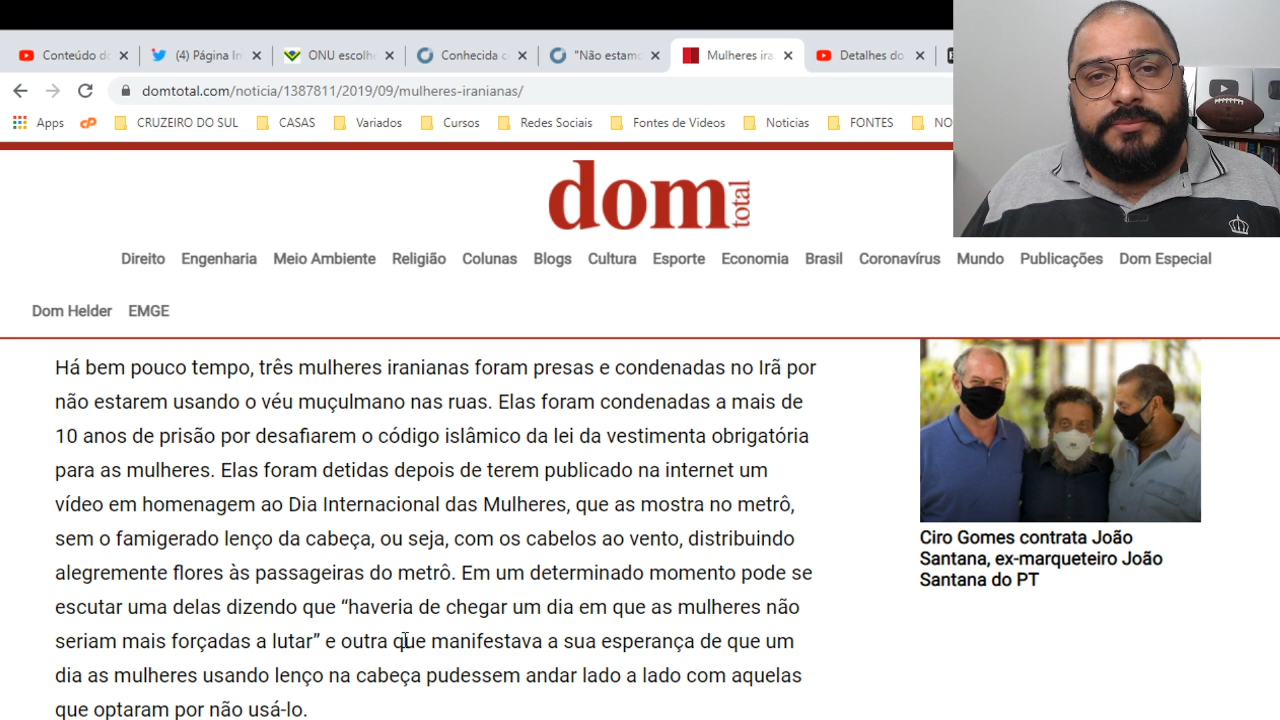 Conteúdo do
(4) Página In
ONU escolhe
Conhecida c
"Não estamo
Mulheres ira
Detalhes do
domtotal.com/noticia/1387811/2019/09/mulheres-iranianas/
Apps
CRUZEIRO DO SUL
CASAS
Variados
Cursos
Redes Sociais
Fontes de Videos
Noticias
FONTES
NO
dom total
Direito Engenharia Meio Ambiente Religião Colunas Blogs Cultura Esporte Economia Brasil Coronavírus Mundo Publicações Dom Especial
Dom Helder EMGE
Há bem pouco tempo, três mulheres iranianas foram presas e condenadas no Irã por
não estarem usando o véu muçulmano nas ruas. Elas foram condenadas a mais de
10 anos de prisão por desafiarem o código islâmico da lei da vestimenta obrigatória
para as mulheres. Elas foram detidas depois de terem publicado na internet um
vídeo em homenagem ao Dia Internacional das Mulheres, que as mostra no metrô,
sem o famigerado lenço da cabeça, ou seja, com os cabelos ao vento, distribuindo
alegremente flores às passageiras do metrô. Em um determinado momento pode se
escutar uma delas dizendo que “haveria de chegar um dia em que as mulheres não
seriam mais forçadas a lutar” e outra que manifestava a sua esperança de que um
dia as mulheres usando lenço na cabeça pudessem andar lado a lado com aquelas
que optaram por não usá-lo.
Ciro Gomes contrata João
Santana, ex-marqueteiro João
Santana do PT